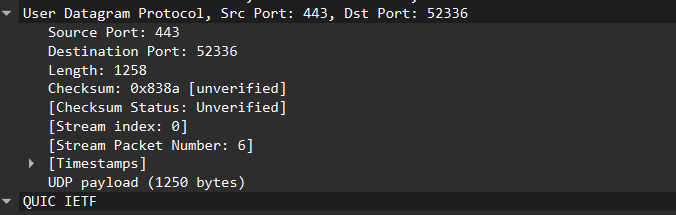 User Datagram Protocol, Src Port: 443, Dst Port: 52336
Source Port: 443
Destination Port: 52336
Length: 1258
Checksum: 0x838a [unverified]
[Checksum Status: Unverified]
[Stream index: 0]
[Stream Packet Number: 6]
[Timestamps]
UDP payload (1250 bytes)
QUIC IETF